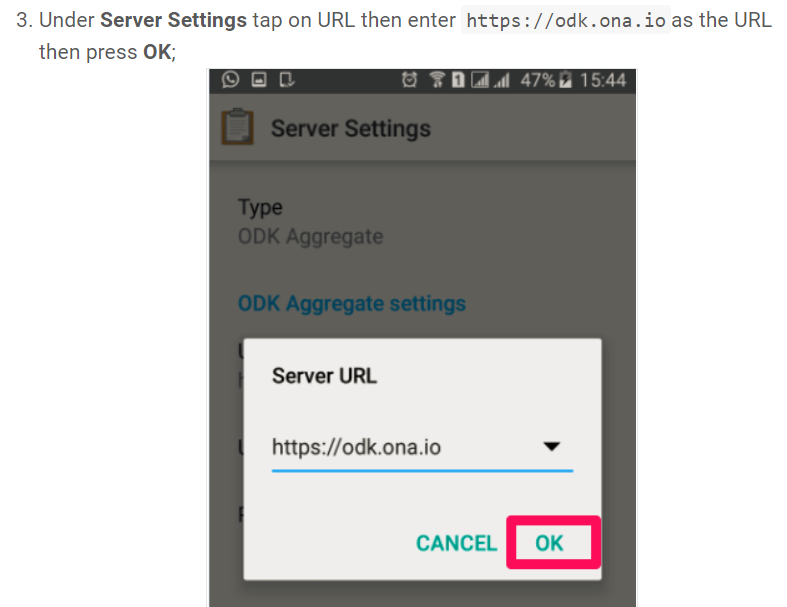 3. Under Server Settings tap on URL then enter https://odk.ona.io as the URL
then press OK;
1 47% 15:44
Server Settings
Type
ODK Aggregate
ODK Aggregate settings
Server URL
https://odk.ona.io
CANCEL OK